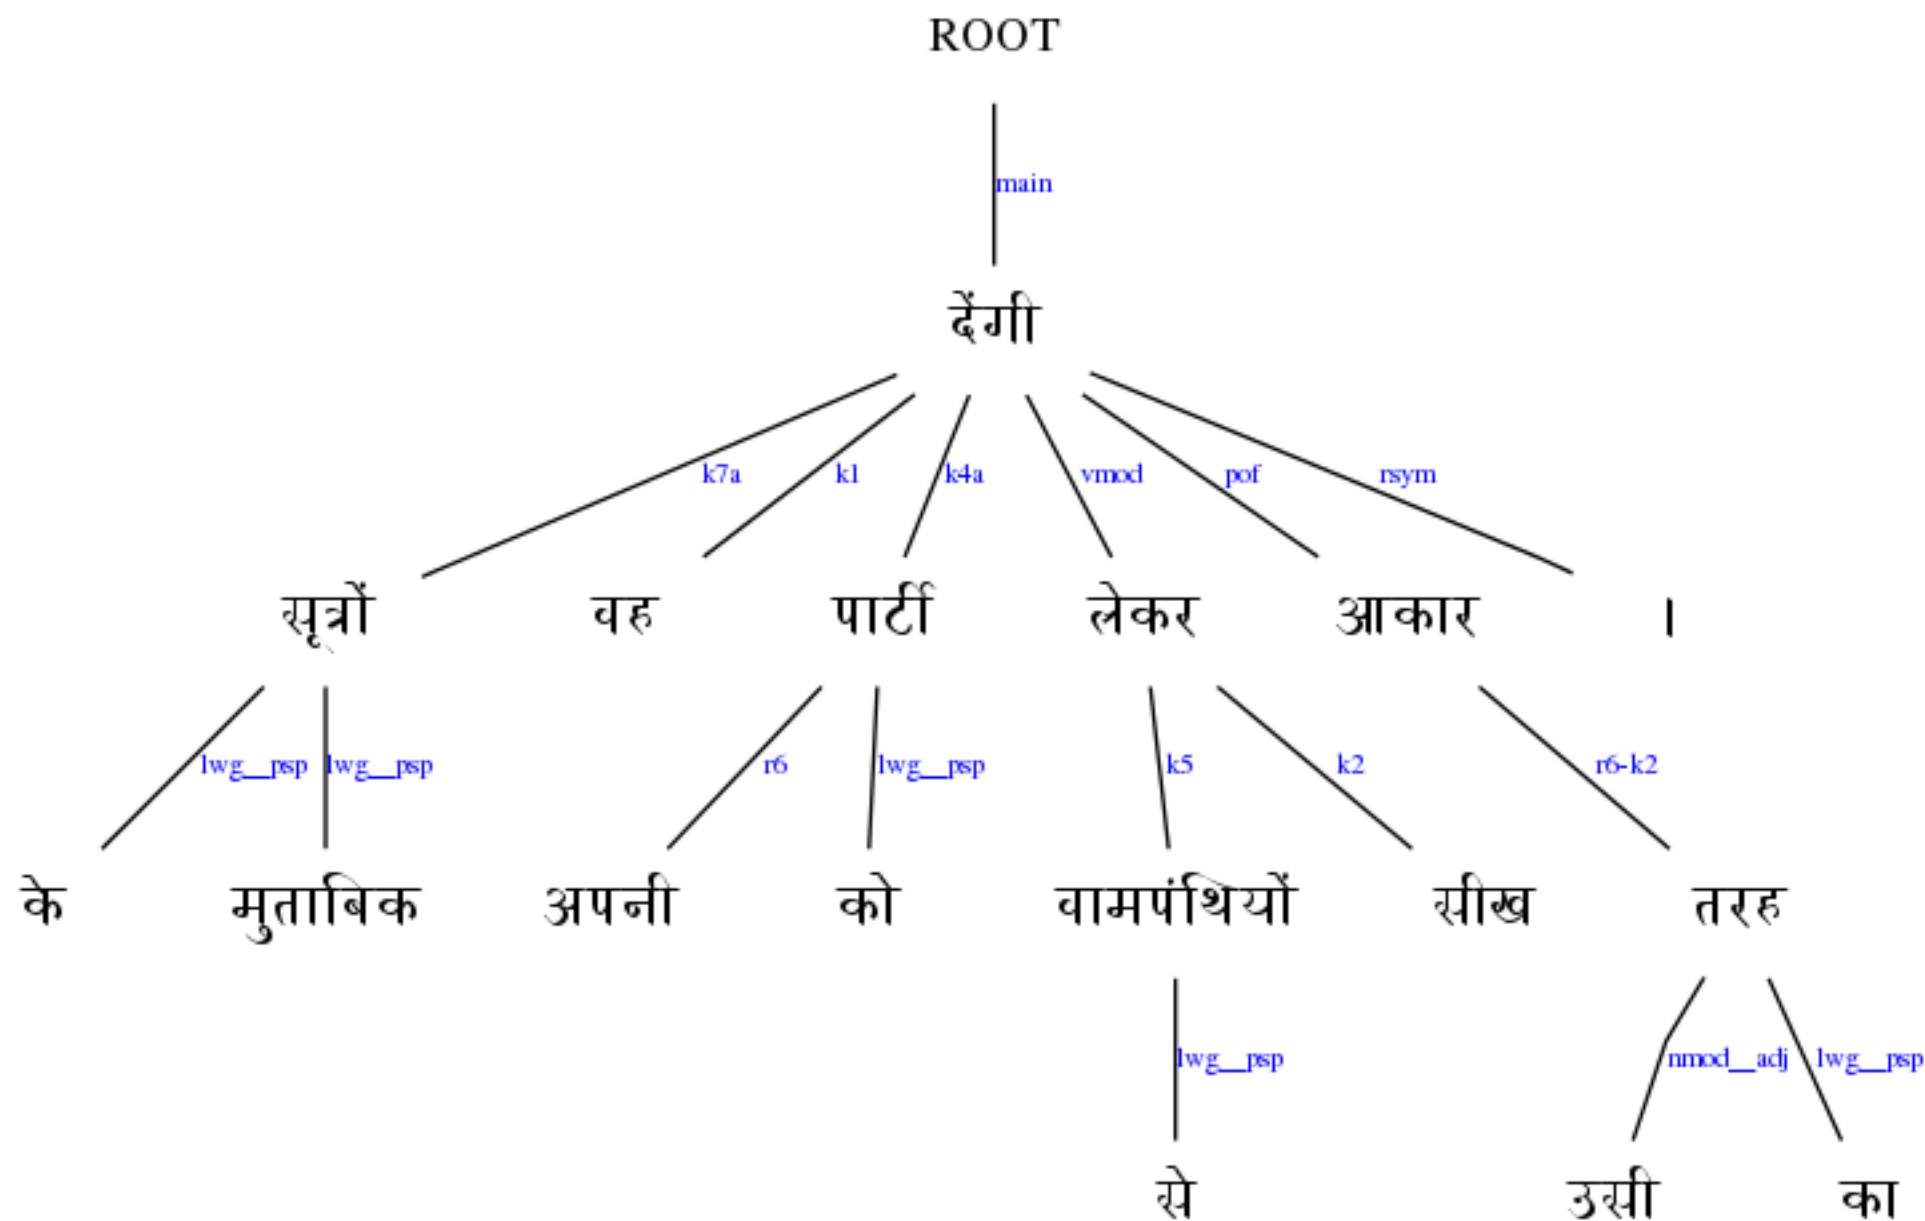 ROOT
main
देंगी
k7a k1 k4a vmod pof rsym
सूत्रों वह पार्टी लेकर आकार ।
lwg__psp lwg__psp r6 lwg__psp k5 k2 r6-k2
के मुताबिक अपनी को वामपंथियों सीख तरह
lwg__psp nmod__adj lwg__psp
से उसी का